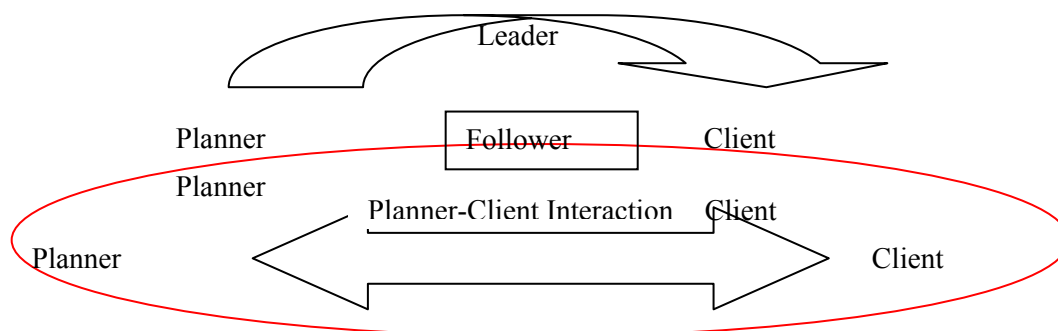 Leader
Planner Follower Client
Planner
Planner-Client Interaction Client
Planner Client